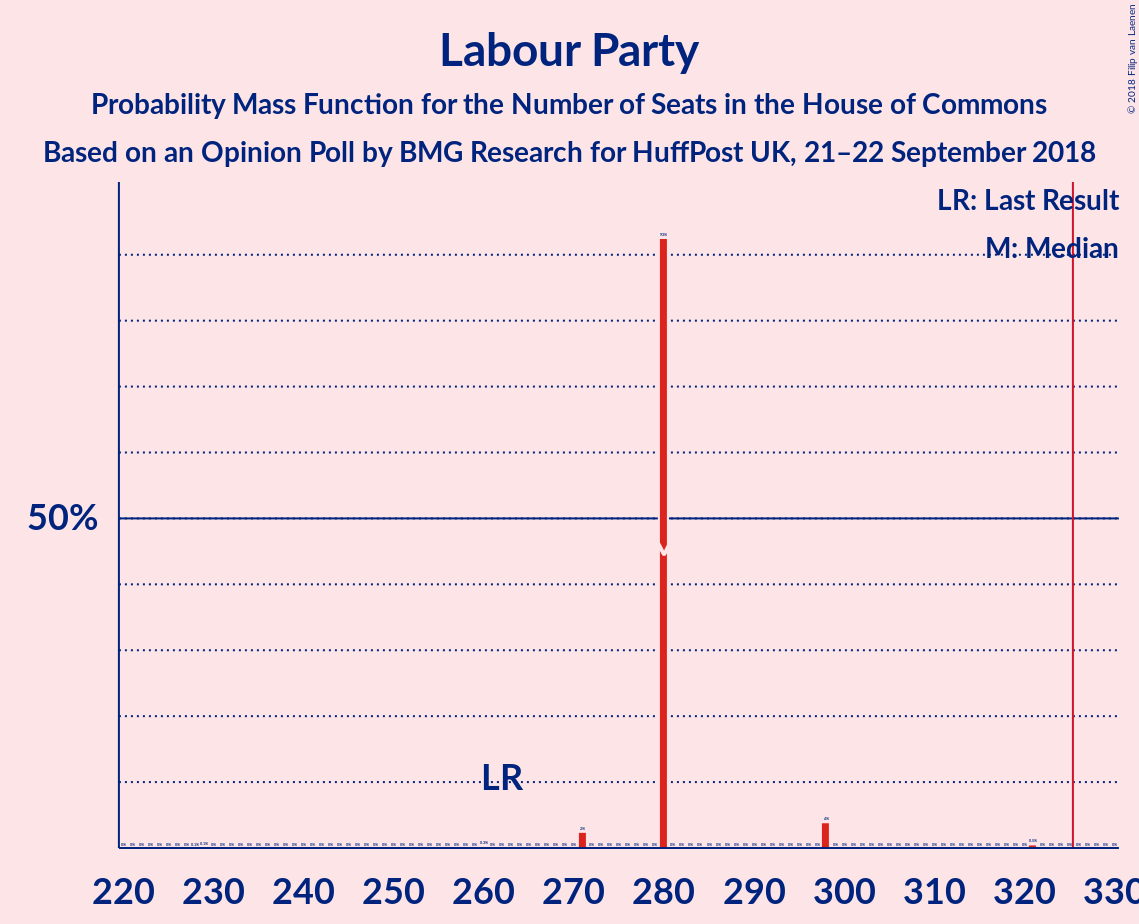 Labour Party
Probability Mass Function for the Number of Seats in the House of Commons
Based on an Opinion Poll by BMG Research for HuffPost UK, 21–22 September 2018
© 2018 Filip van Laenen
LR: Last Result
M: Median
50%
LR
M
220 230 240 250 260 270 280 290 300 310 320 330